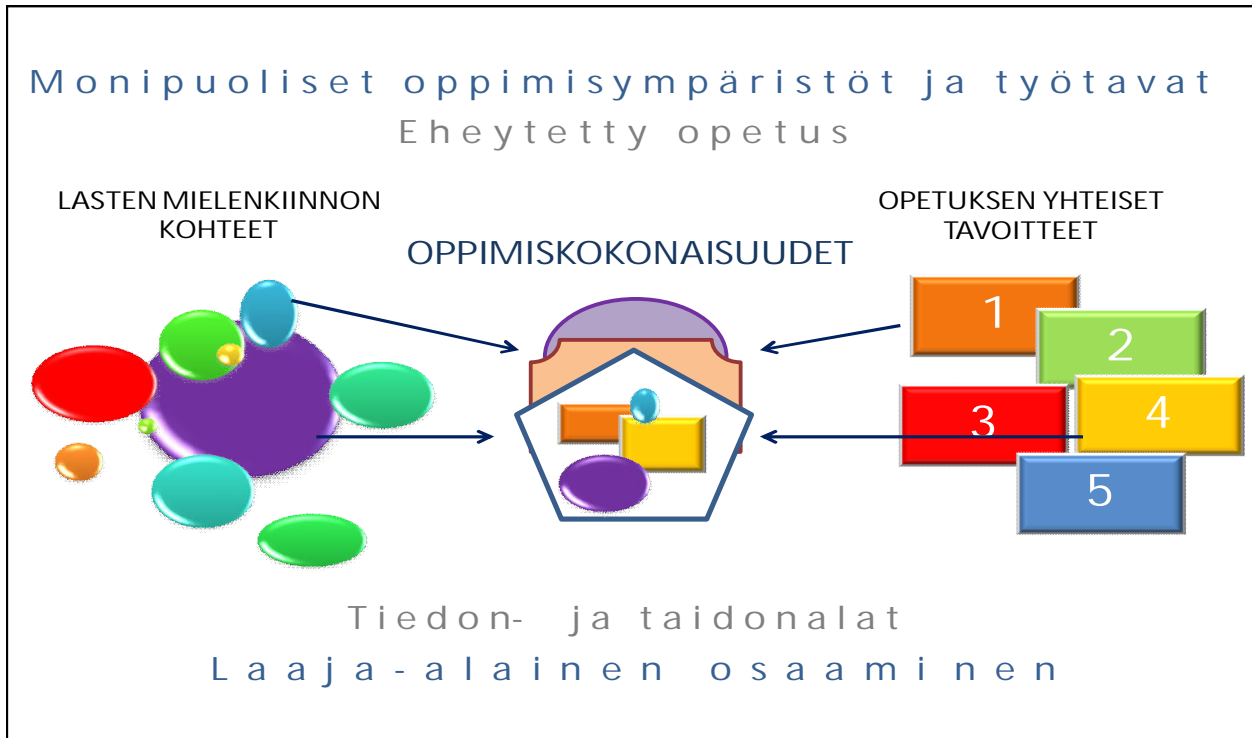 Monipuoliset oppimisympäristöt ja työtavat
Eheytetty opetus
LASTEN MIELENKIINNON
KOHTEET
OPPIMISKOKONAISUUDET
OPETUKSEN YHTEISET
TAVOITTEET
1
2
3
4
5
Tiedon- ja taidonalat
Laaja-alainen osaaminen